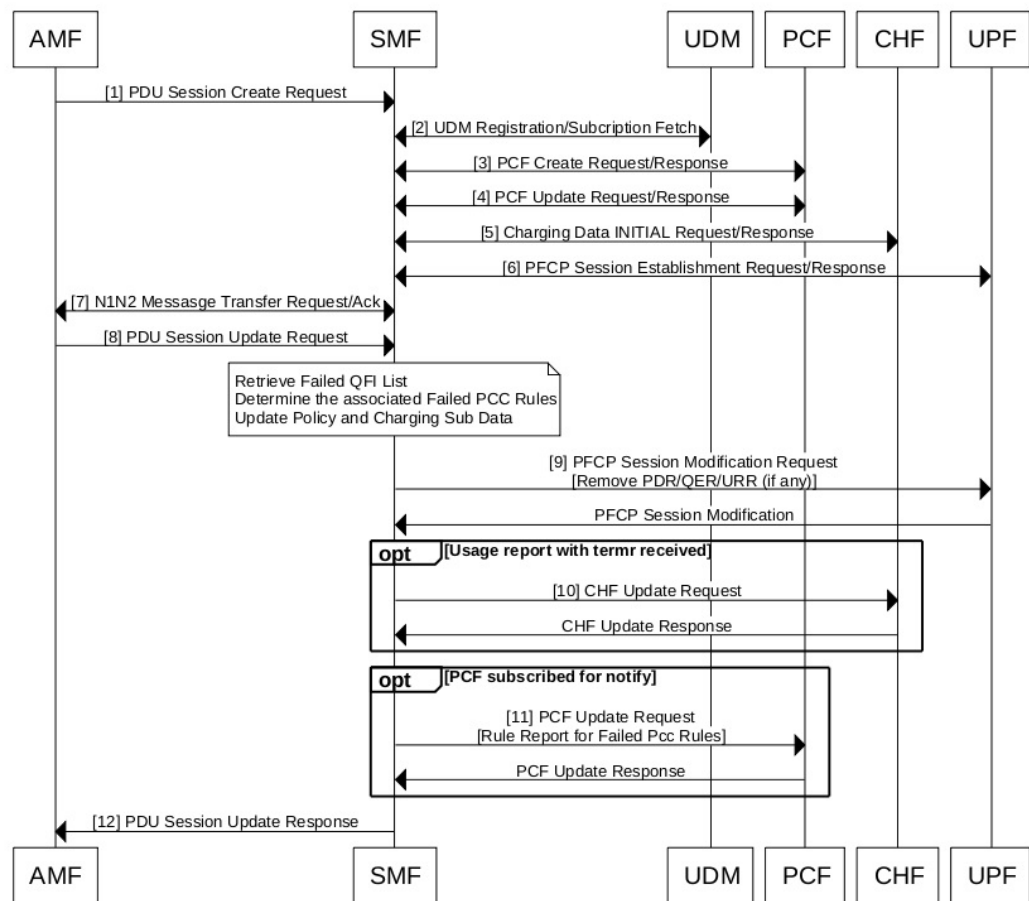 AMF
SMF
UDM
PCF
CHF
UPF
[1] PDU Session Create Request
[2] UDM Registration/Subcription Fetch
[3] PCF Create Request/Response
[4] PCF Update Request/Response
[5] Charging Data INITIAL Request/Response
[6] PFCP Session Establishment Request/Response
[7] N1N2 Messasge Transfer Request/Ack
[8] PDU Session Update Request
Retrieve Failed QFI List
Determine the associated Failed PCC Rules
Update Policy and Charging Sub Data
[9] PFCP Session Modification Request
[Remove PDR/QER/URR (if any)]
PFCP Session Modification
opt [Usage report with termr received]
[10] CHF Update Request
CHF Update Response
opt [PCF subscribed for notify]
[11] PCF Update Request
[Rule Report for Failed Pcc Rules]
PCF Update Response
[12] PDU Session Update Response
AMF
SMF
UDM
PCF
CHF
UPF